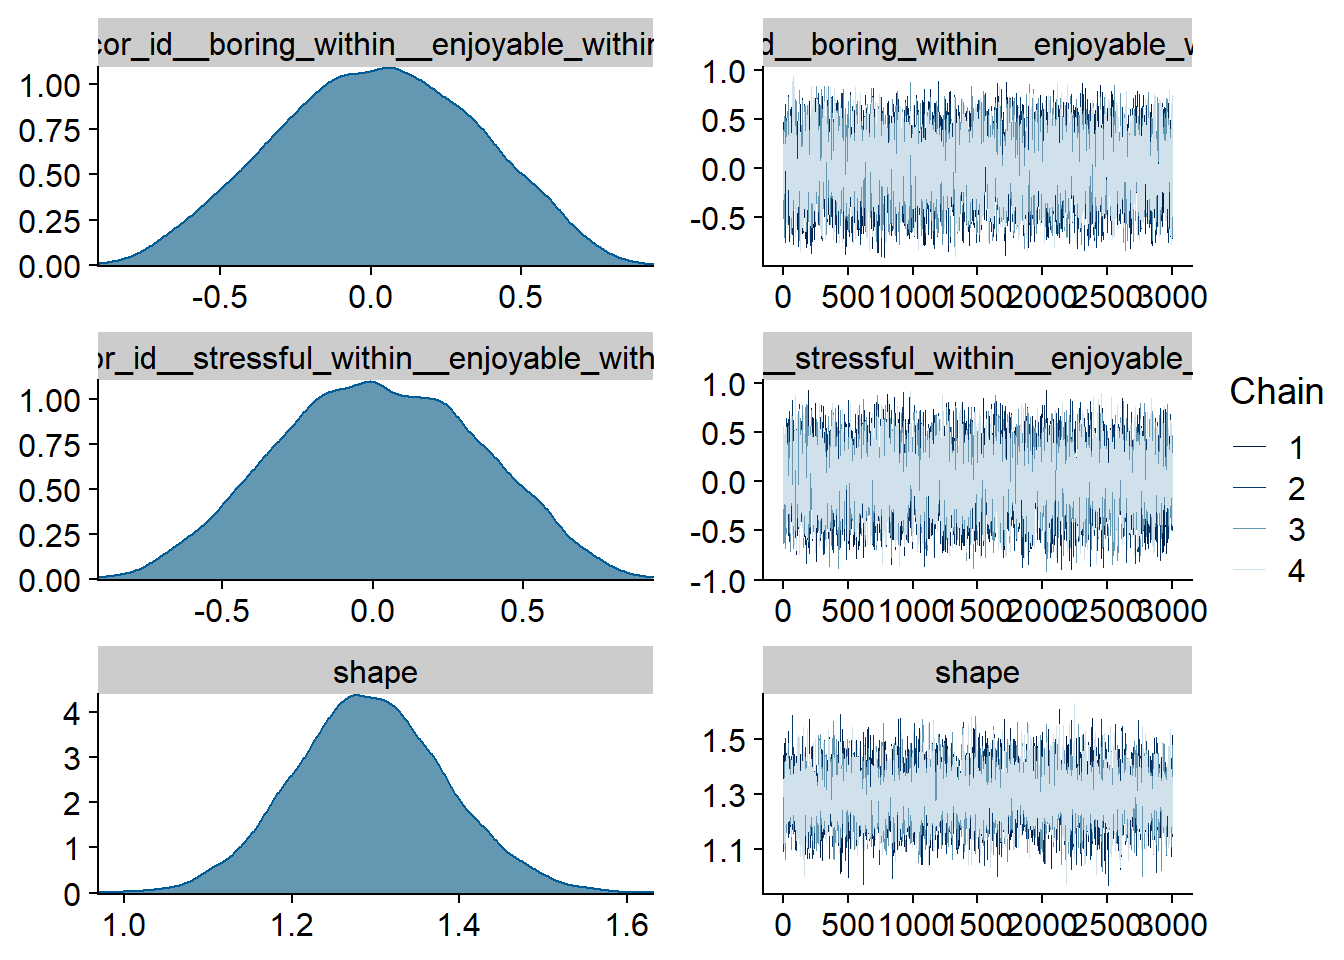 cor_id__boring_within__enjoyable_within
d__boring_within__enjoyable_w
1.00
0.75
0.50
0.25
0.00
-0.5 0.0 0.5
1.0
0.5
0.0
-0.5
0 500 1000 1500 2000 2500 3000
or_id__stressful_within__enjoyable_with
__stressful_within__enjoyable_
1.00
0.75
0.50
0.25
0.00
-0.5 0.0 0.5
1.0
0.5
0.0
-0.5
-1.0
0 500 1000 1500 2000 2500 3000
Chain
1
2
3
4
shape
shape
4
3
2
1
0
1.0 1.2 1.4 1.6
1.5
1.3
1.1
0 500 1000 1500 2000 2500 3000